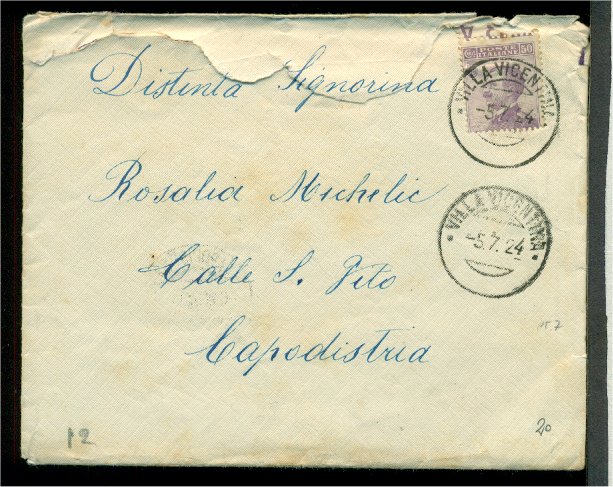 POSTE 50
ITALIANE
VILLA VICENTINA
-5.7.24
Distinta Signorina
Rosalia Michelic
VILLA VICENTINA
-5.7.24
Calle S. Vito
Capodistria
12
20